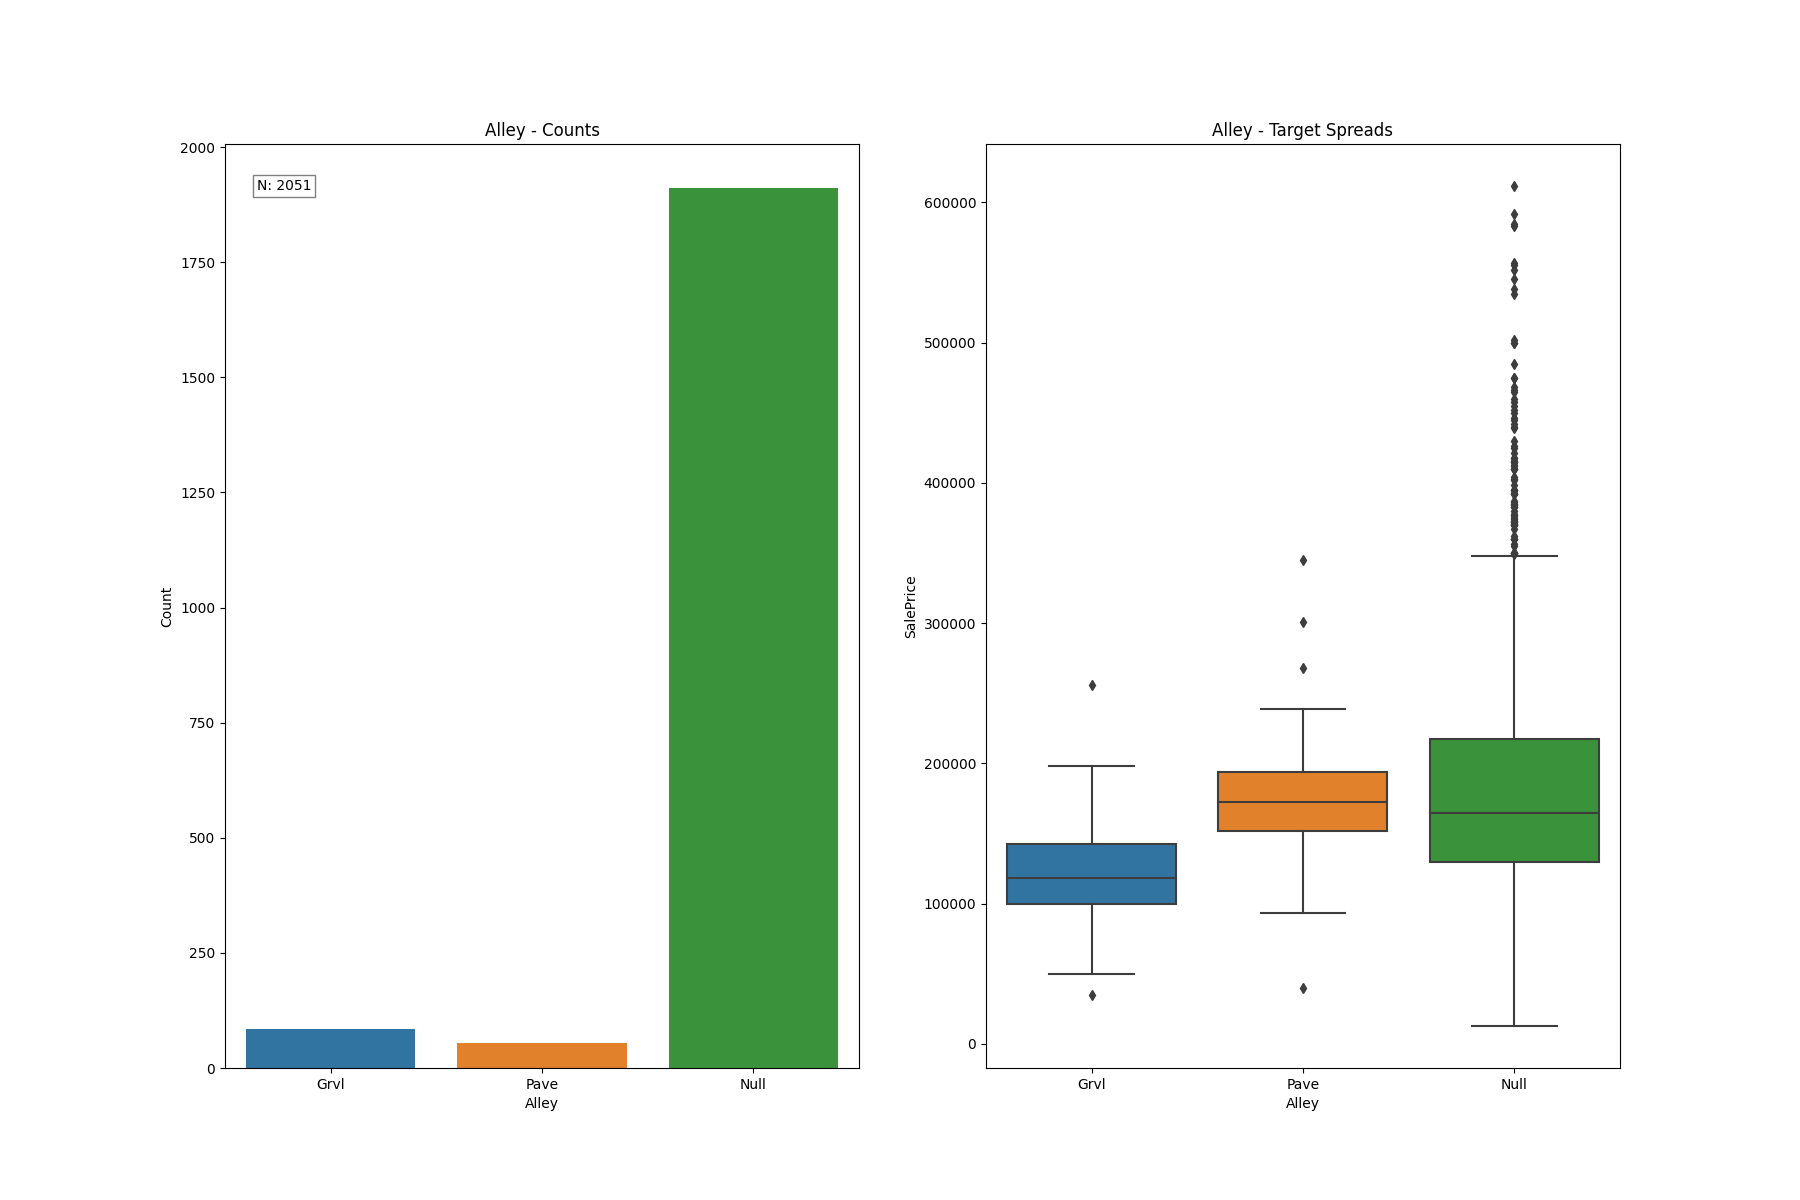 Alley - Counts
N: 2051
2000
1750
1500
1250
1000
750
500
250
0
Count
Grvl Pave Null
Alley
Alley - Target Spreads
600000
500000
400000
300000
200000
100000
0
SalePrice
Grvl Pave Null
Alley